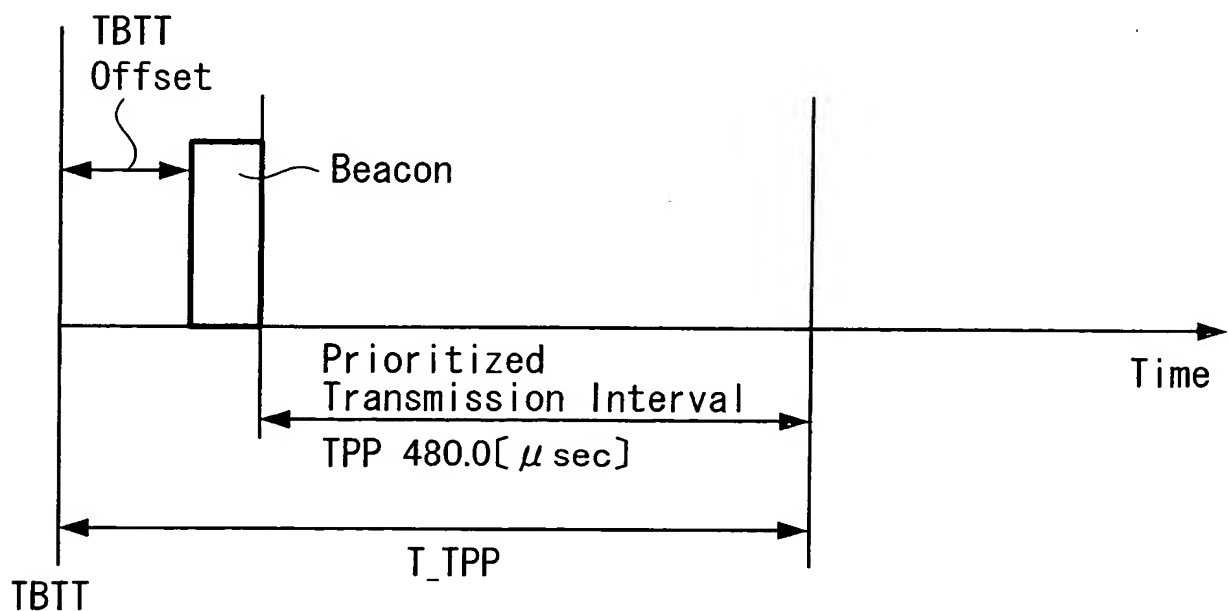 TBTT
Offset
Beacon
Prioritized
Transmission Interval
Time
TPP 480.0[μsec]
T_TPP
TBTT